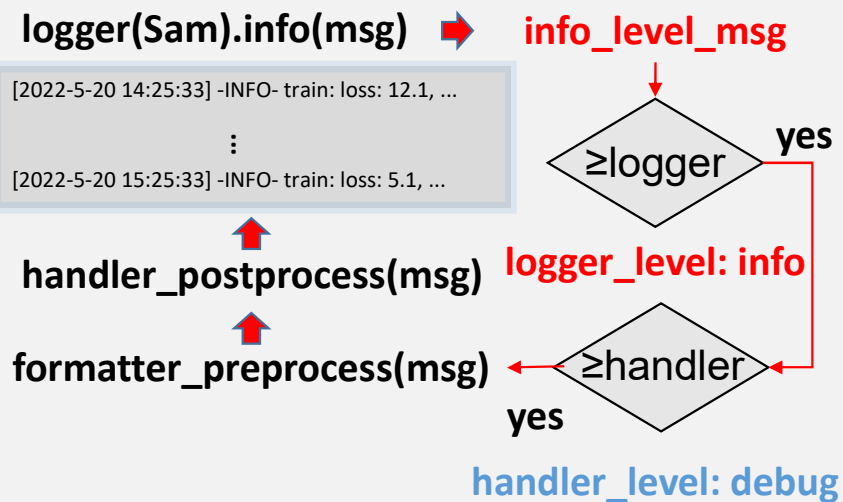 logger(Sam).info(msg)
info_level_msg
[2022-5-20 14:25:33] -INFO- train: loss: 12.1, ...
⋮
[2022-5-20 15:25:33] -INFO- train: loss: 5.1, ...
≥logger
yes
handler_postprocess(msg)
logger_level: info
formatter_preprocess(msg)
≥handler
yes
handler_level: debug